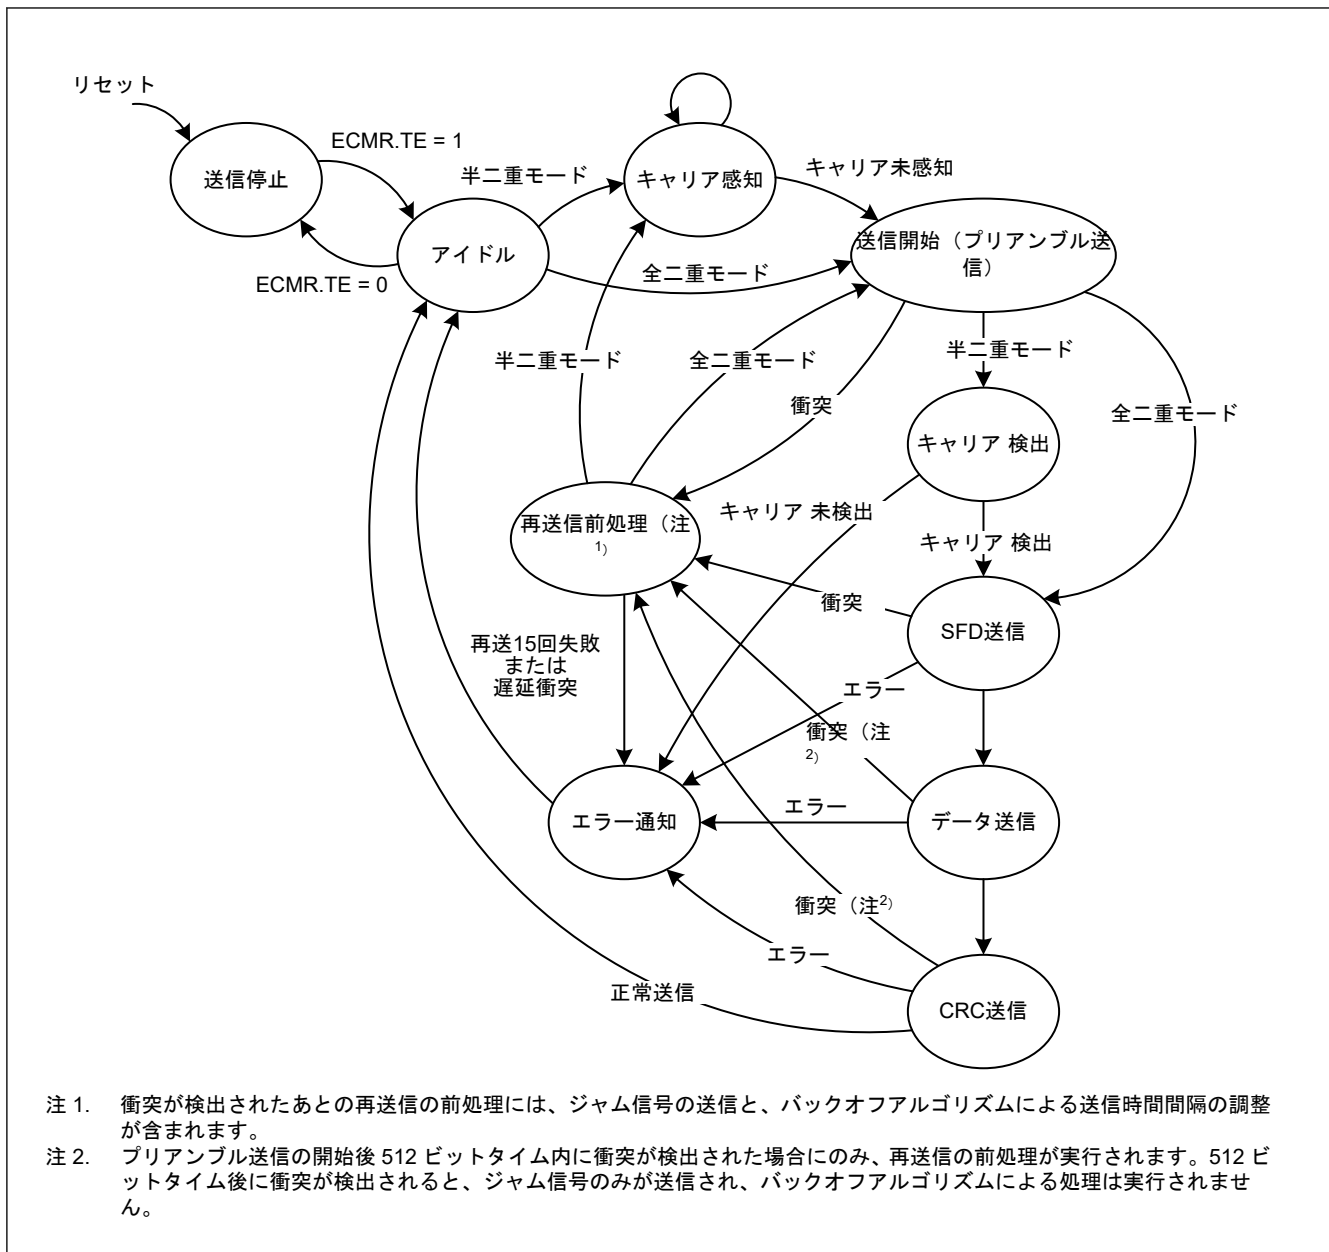 リセット
ECMR.TE = 1
送信停止
半二重モード
キャリア感知
キャリア未感知
アイドル
送信開始（プリアンブル送
信）
ECMR.TE = 0
全二重モード
半二重モード
全二重モード
半二重モード
衝突
全二重モード
キャリア 検出
再送信前処理（注
1）
キャリア 未検出
キャリア 検出
衝突
SFD送信
再送15回失敗
または
遅延衝突
エラー
衝突（注
2）
エラー通知
エラー
データ送信
衝突（注2）
エラー
正常送信
CRC送信
注 1. 衝突が検出されたあとの再送信の前処理には、ジャム信号の送信と、バックオフアルゴリズムによる送信時間間隔の調整
が含まれます。
注 2. プリアンブル送信の開始後 512 ビットタイム内に衝突が検出された場合にのみ、再送信の前処理が実行されます。512 ビ
ットタイム後に衝突が検出されると、ジャム信号のみが送信され、バックオフアルゴリズムによる処理は実行されませ
ん。